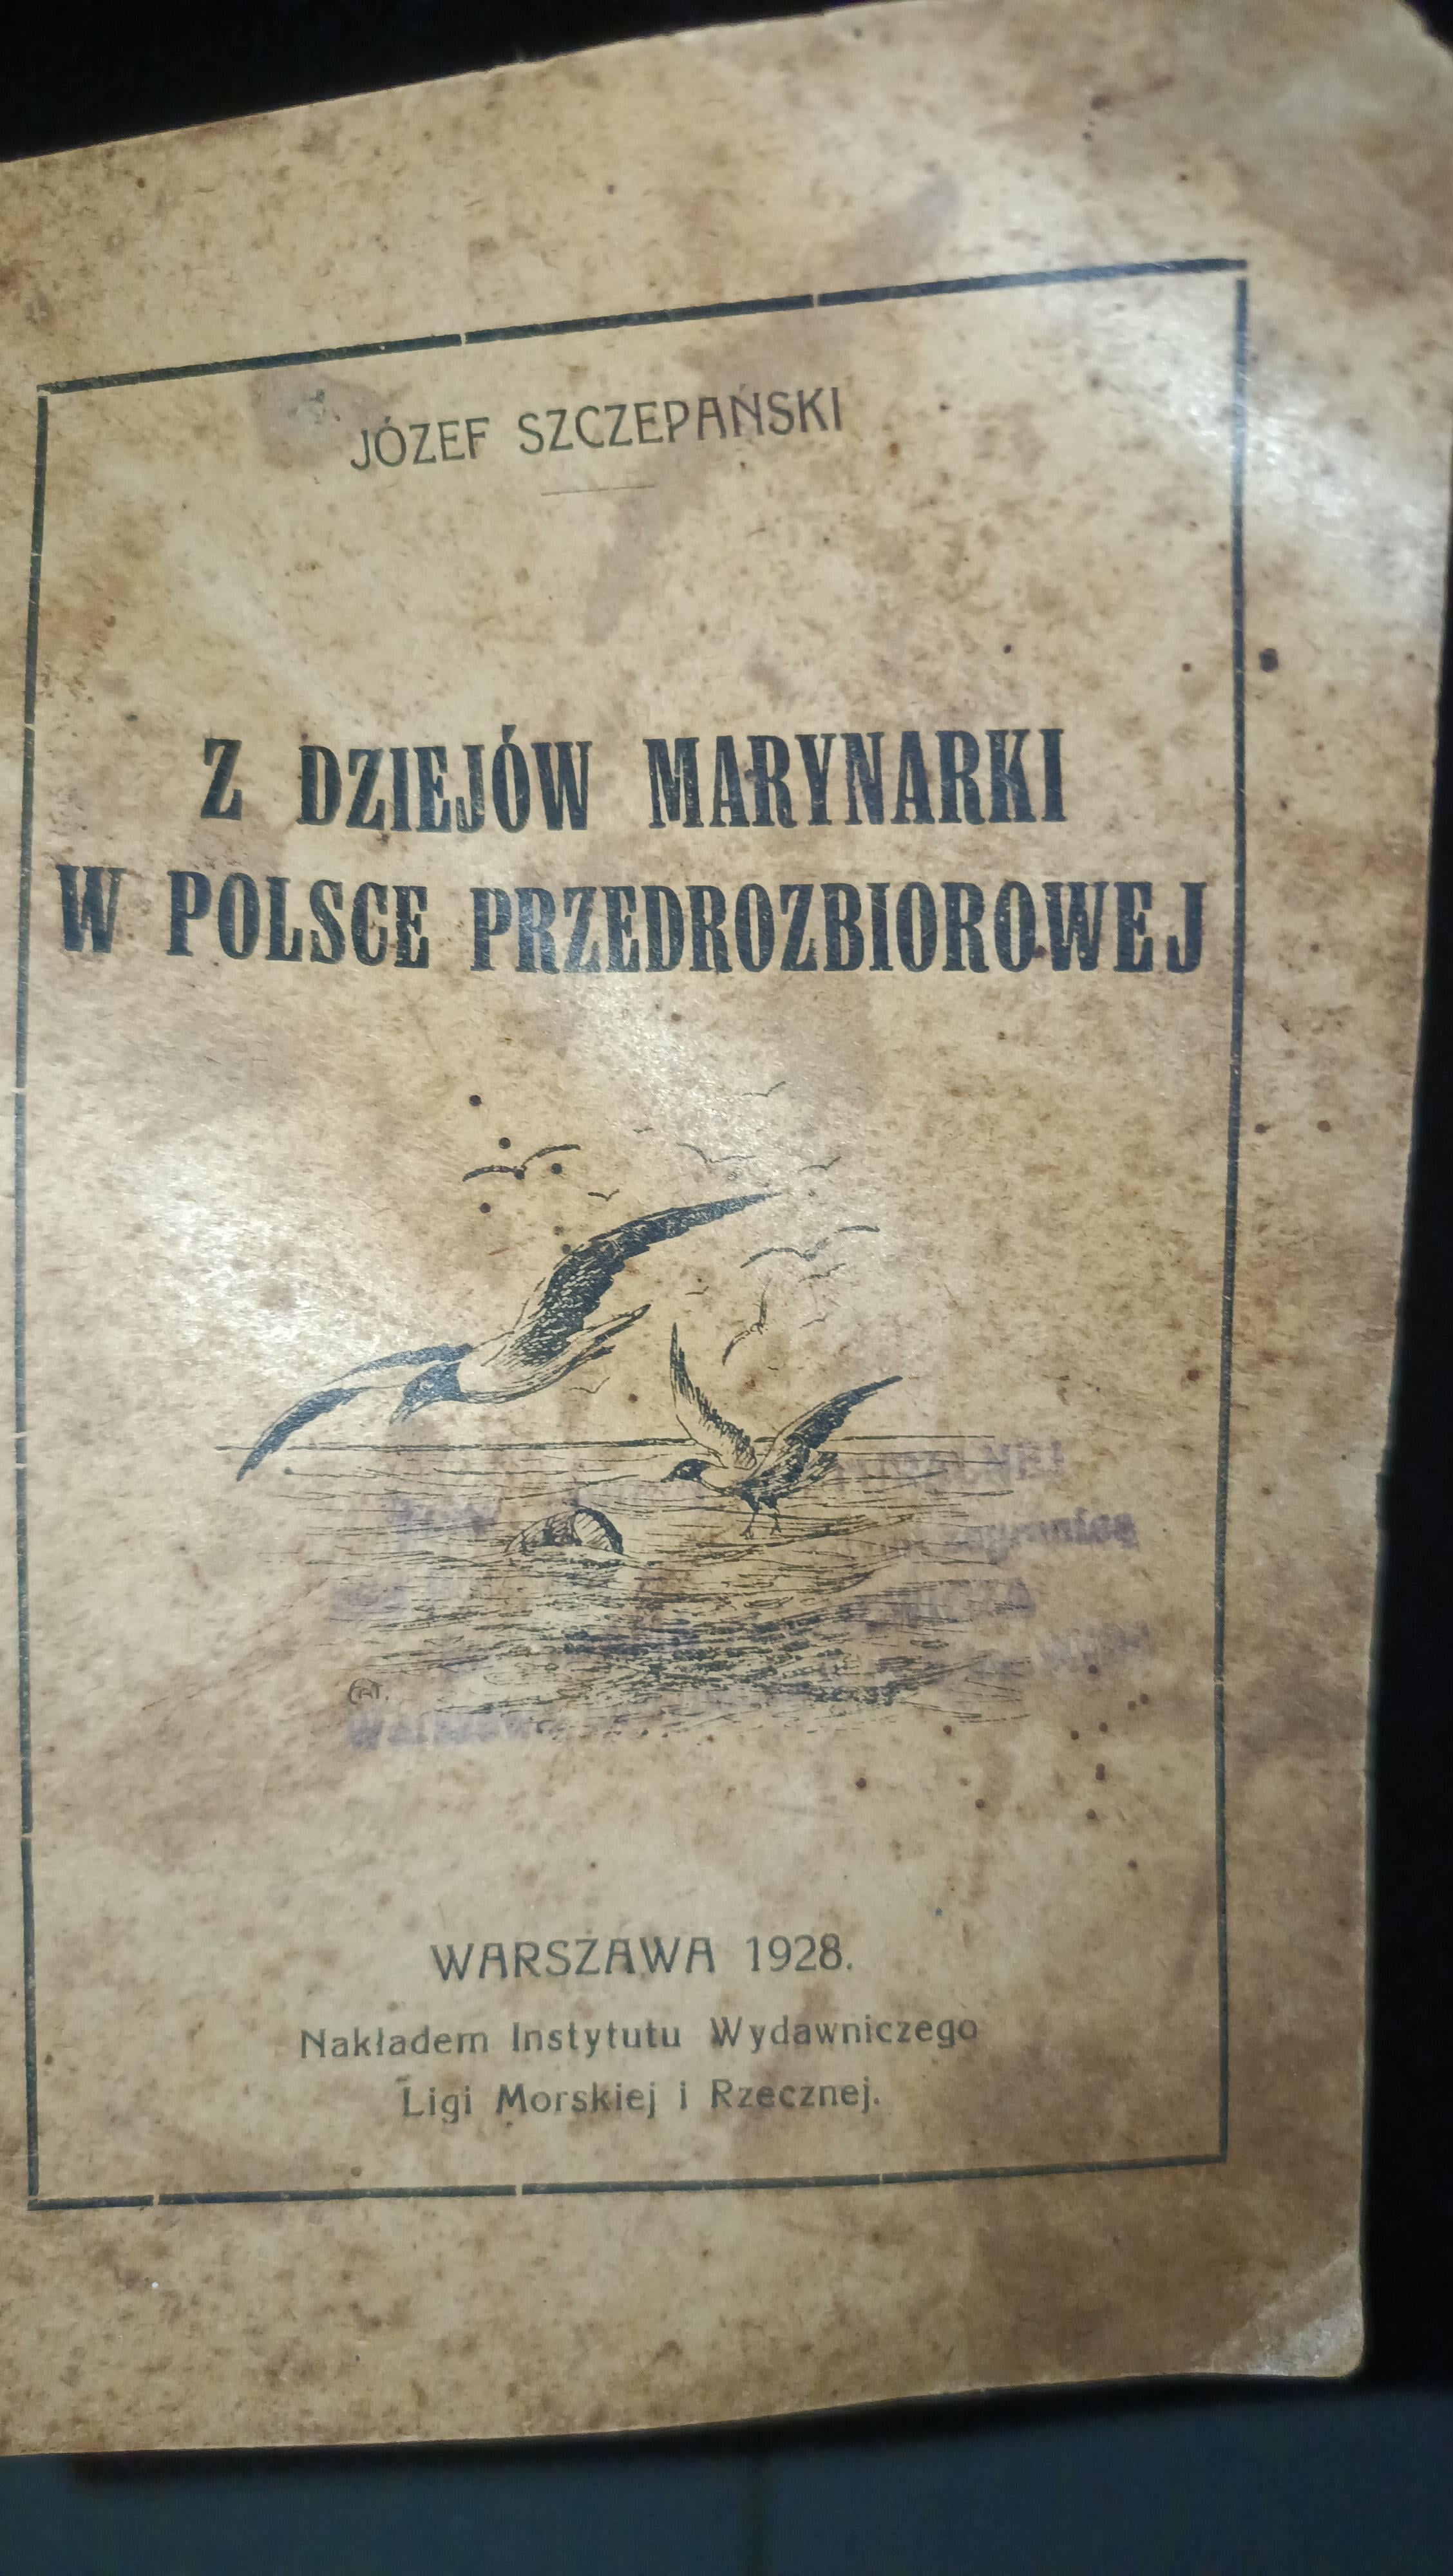 JÓZEF SZCZEPAŃSKI
Z DZIEJÓW MARYNARKI
W POLSCE PRZEDROZBIOROWEJ
WARSZAWA 1928.
Nakładem Instytutu Wydawniczego
Ligi Morskiej i Rzecznej.